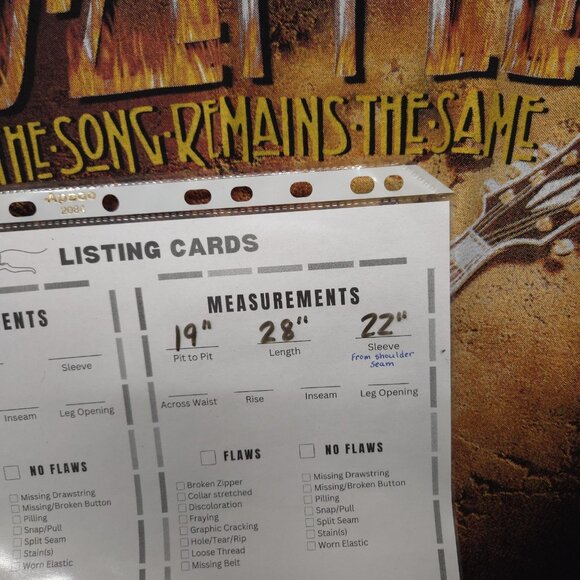 THE·SONG·REMAINS·THE·SAME
Apsgo
2084
LISTING CARDS
ENTS
Sleeve
Inseam
Leg Opening
NO FLAWS
Missing Drawstring
Missing/Broken Button
Pilling
Snap/Pull
Split Seam
Stain(s)
Worn Elastic
MEASUREMENTS
19" 28" 22"
Pit to Pit Length Sleeve
from shoulder
seam
Across Waist Rise Inseam Leg Opening
FLAWS
Broken Zipper
Collar stretched
Discoloration
Fraying
Graphic Cracking
Hole/Tear/Rip
Loose Thread
Missing Belt
NO FLAWS
Missing Drawstring
Missing/Broken Button
Pilling
Snap/Pull
Split Seam
Stain(s)
Worn Elastic